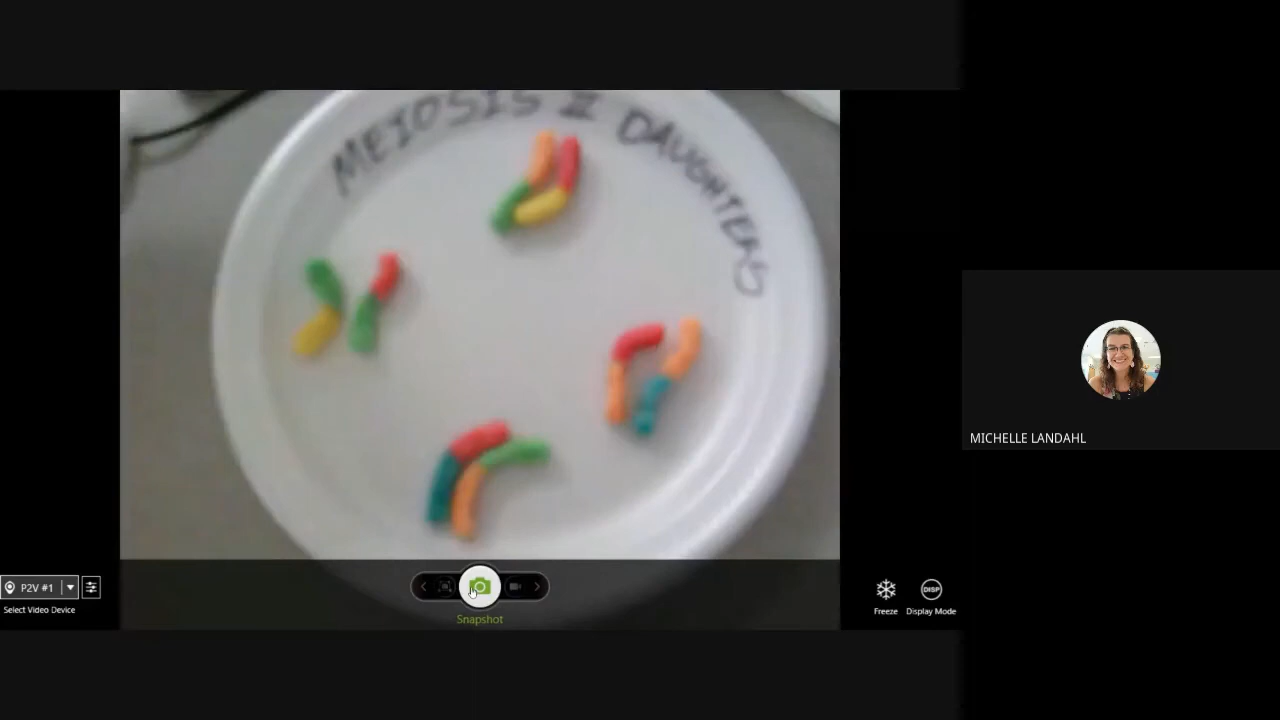 MEIOSIS II DAUGHTERS
MICHELLE LANDAHL
P2V #1
Select Video Device
Snapshot
Freeze
DISP
Display Mode